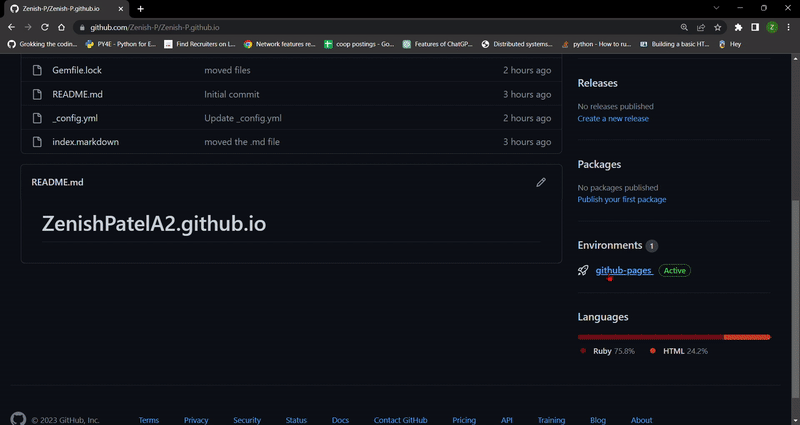 Zenish-P/Zenish-P.github.io
github.com/Zenish-P/Zenish-P.github.io
Z
Grokking the codin...
PY4E - Python for E...
Find Recruiters on L...
Network features re...
coop postings - Go...
Features of ChatGP...
Distributed systems...
python - How to ru...
Building a basic HT...
Hey
Gemfile.lock moved files 2 hours ago
README.md Initial commit 3 hours ago
_config.yml Update _config.yml 2 hours ago
index.markdown moved the .md file 3 hours ago
README.md
ZenishPatelA2.github.io
Releases
No releases published
Create a new release
Packages
No packages published
Publish your first package
Environments 1
github-pages Active
Languages
Ruby 75.8% HTML 24.2%
© 2023 GitHub, Inc. Terms Privacy Security Status Docs Contact GitHub Pricing API Training Blog About